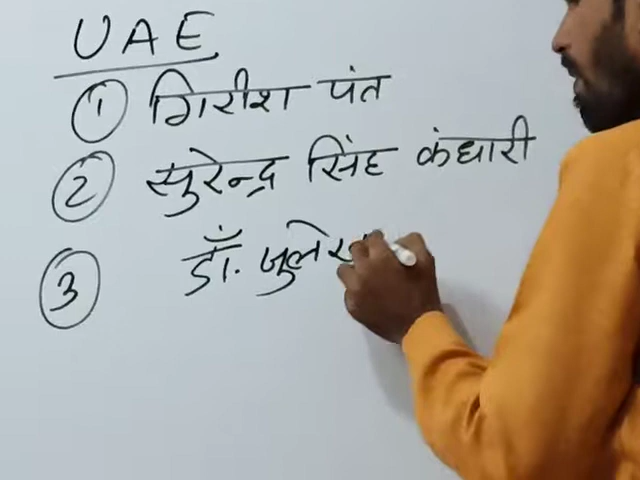 UAE
① गिरीश पंत
② सुरेन्द्र सिंह कंधारी
③ डॉ. जुलेख